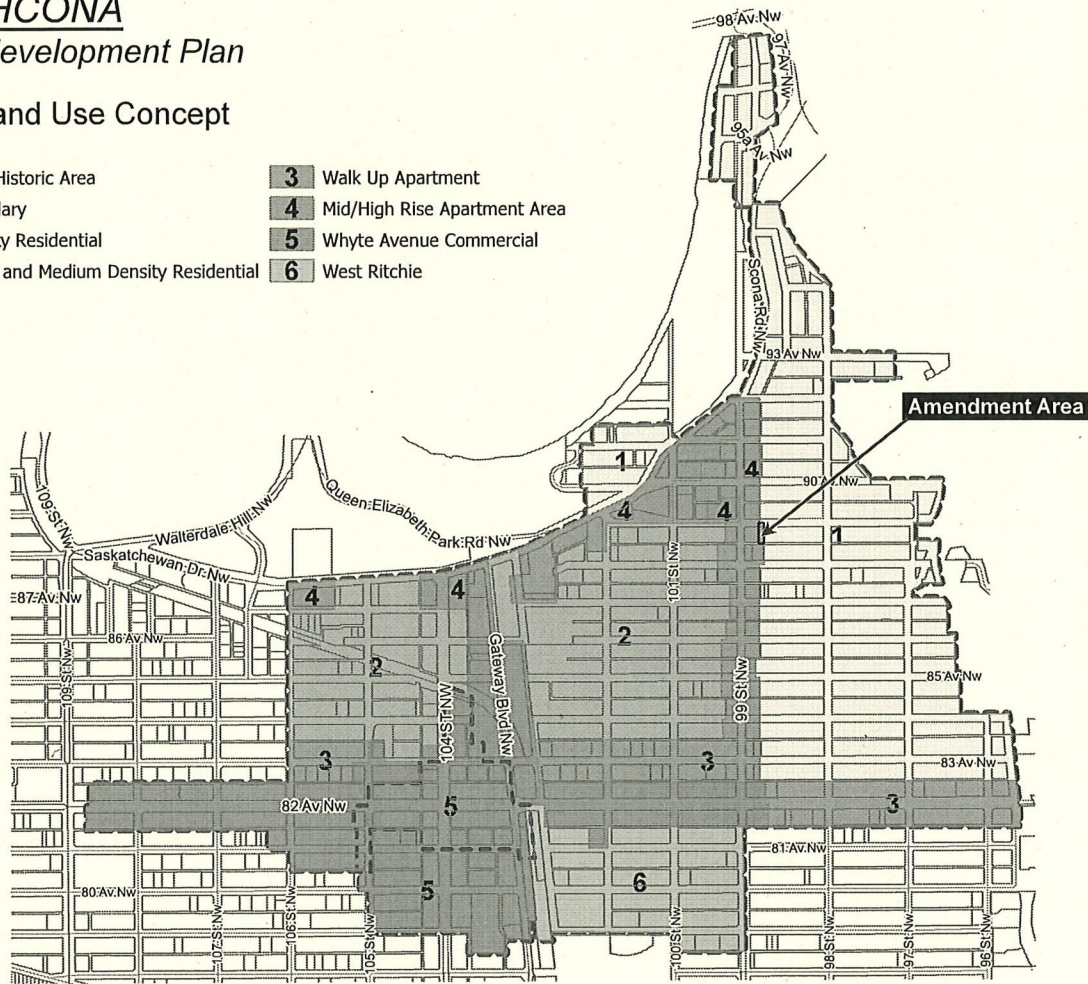 HCONA
evelopment Plan
and Use Concept
Historic Area
lary
y Residential
and Medium Density Residential
3 Walk Up Apartment
4 Mid/High Rise Apartment Area
5 Whyte Avenue Commercial
6 West Ritchie
98 Av Nw
97 Av Nw
95a Av Nw
Scona Rd Nw
93 Av Nw
Amendment Area
1
4
90 Av Nw
4
4
1
109 St Nw
Walterdale Hill Nw
Queen Elizabeth Park Rd Nw
Saskatchewan Dr Nw
101 St Nw
87 Av Nw
4
4
86 Av Nw
2
2
109 St Nw
Gateway Blvd Nw
104 ST NW
99 St Nw
85 Av Nw
3
3
83 Av Nw
82 Av Nw
5
3
81 Av Nw
80 Av Nw
5
6
107 St Nw
106 St Nw
105 St Nw
100 St Nw
98 St Nw
97 St Nw
96 St Nw